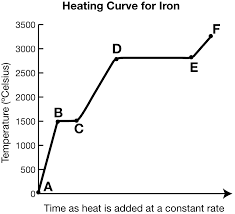 Heating Curve for Iron
Temperature (°Celsius)
3500
3000
2500
2000
1500
1000
500
0
A
B
C
D
E
F
Time as heat is added at a constant rate